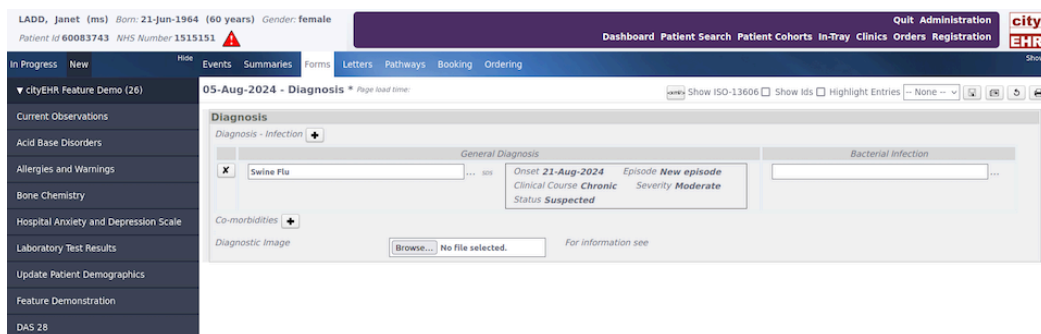 LADD, Janet (ms) Born: 21-Jun-1964 (60 years) Gender: female
Patient Id 60083743 NHS Number 1515151
Quit Administration
Dashboard Patient Search Patient Cohorts In-Tray Clinics Orders Registration
city
EHR
In Progress New Hide Events Summaries Forms Letters Pathways Booking Ordering Show
▼ cityEHR Feature Demo (26)
Current Observations
Acid Base Disorders
Allergies and Warnings
Bone Chemistry
Hospital Anxiety and Depression Scale
Laboratory Test Results
Update Patient Demographics
Feature Demonstration
DAS 28
05-Aug-2024 - Diagnosis * Page load time:
Show ISO-13606 Show Ids Highlight Entries -- None --
Diagnosis
Diagnosis - Infection +
General Diagnosis Bacterial Infection
X Swine Flu ... sos
Onset 21-Aug-2024 Episode New episode
Clinical Course Chronic Severity Moderate
Status Suspected
...
Co-morbidities +
Diagnostic Image Browse... No file selected. For information see